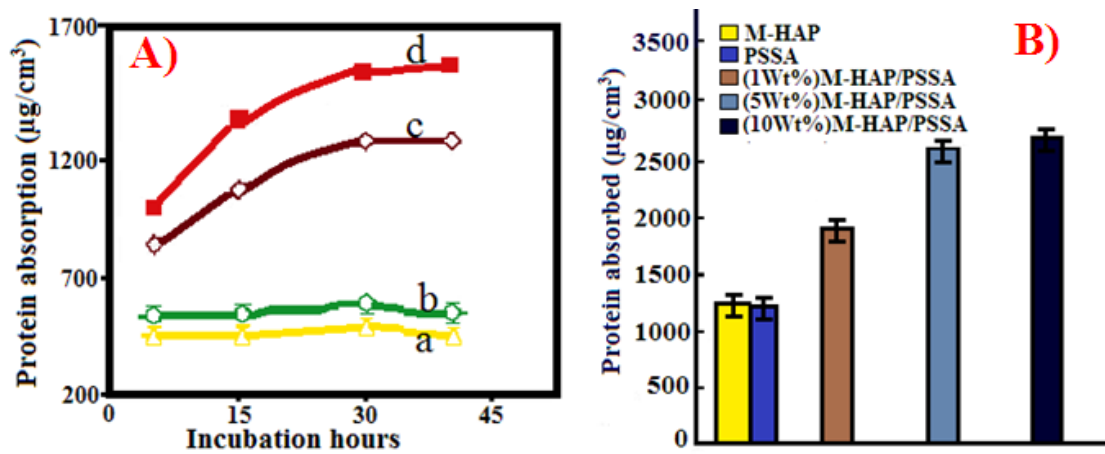 A)
Protein absorption (µg/cm³)
1700
1200
700
200
d
c
b
a
0 15 30 45
Incubation hours
B)
Protein absorbed (µg/cm³)
3500
3000
2500
2000
1500
1000
500
0
M-HAP
PSSA
(1Wt%)M-HAP/PSSA
(5Wt%)M-HAP/PSSA
(10Wt%)M-HAP/PSSA